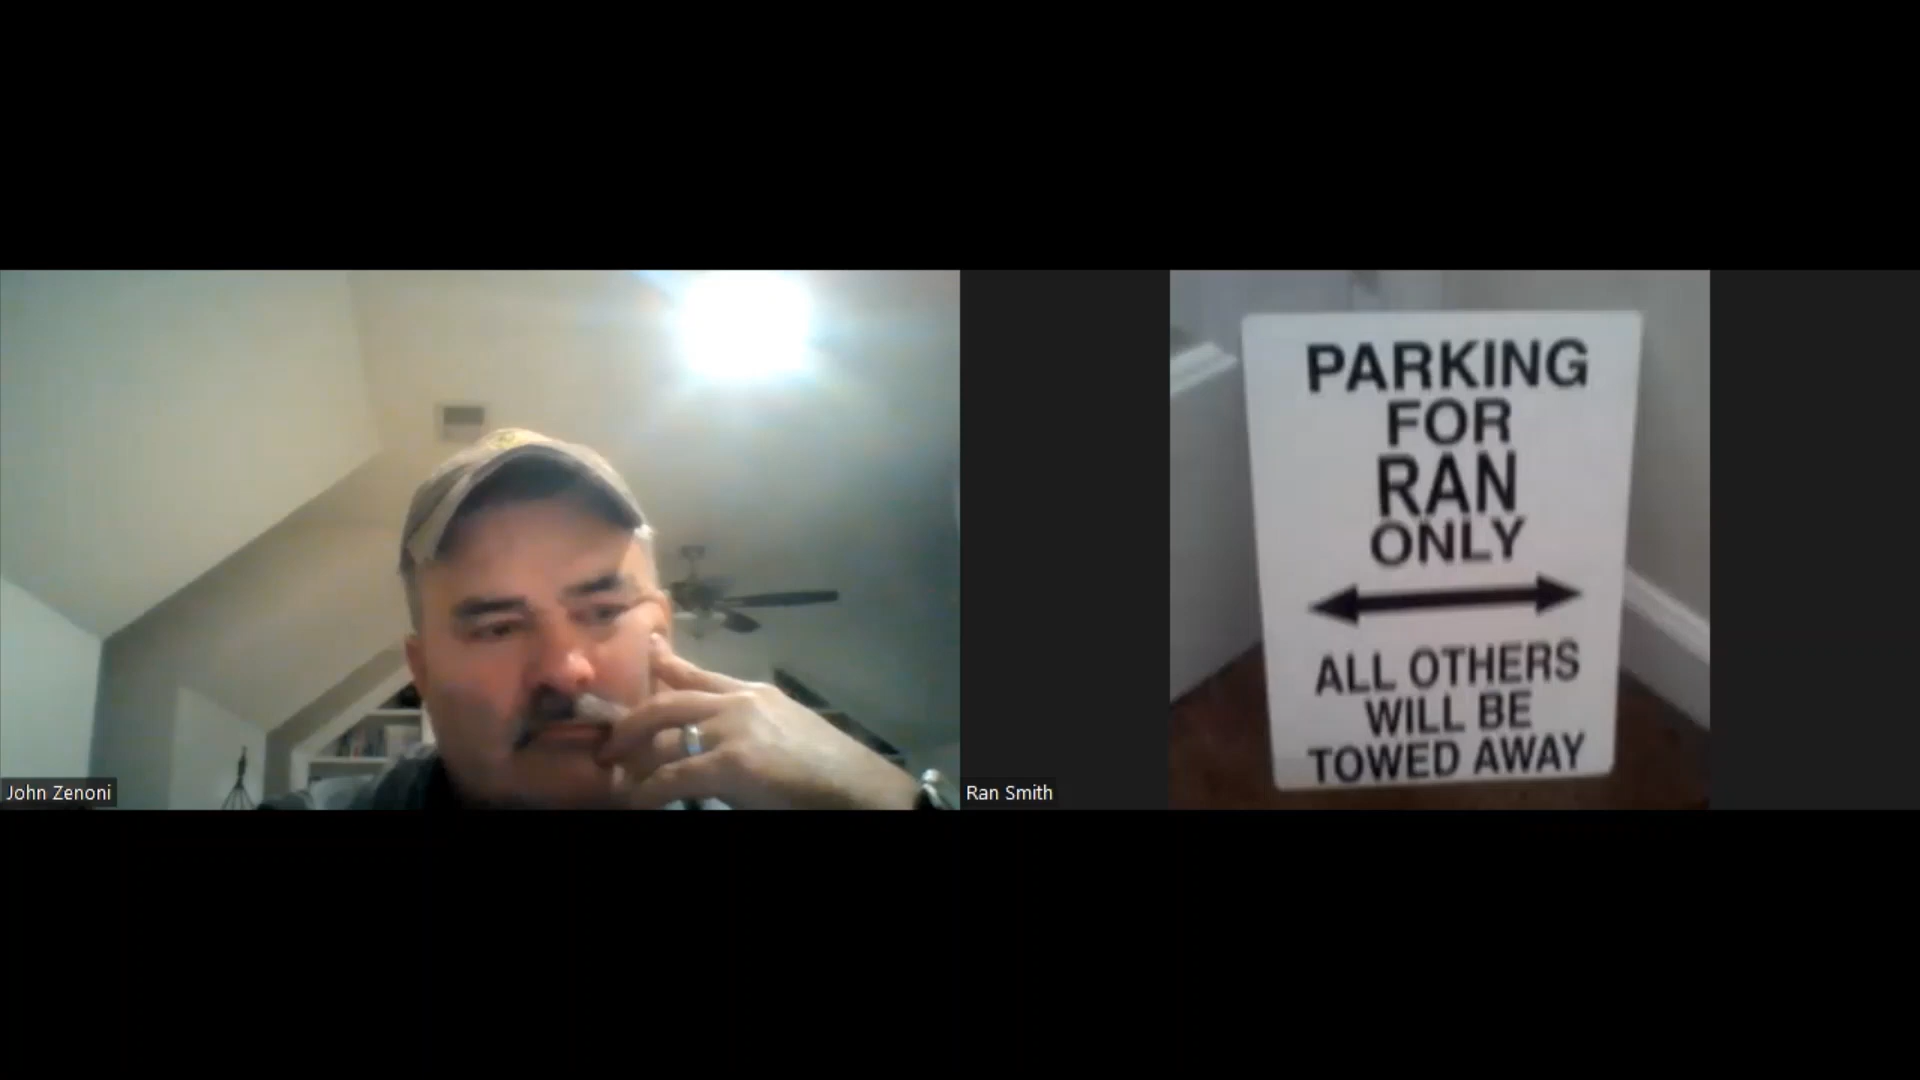 John Zenoni
Ran Smith
PARKING
FOR
RAN
ONLY
ALL OTHERS
WILL BE
TOWED AWAY